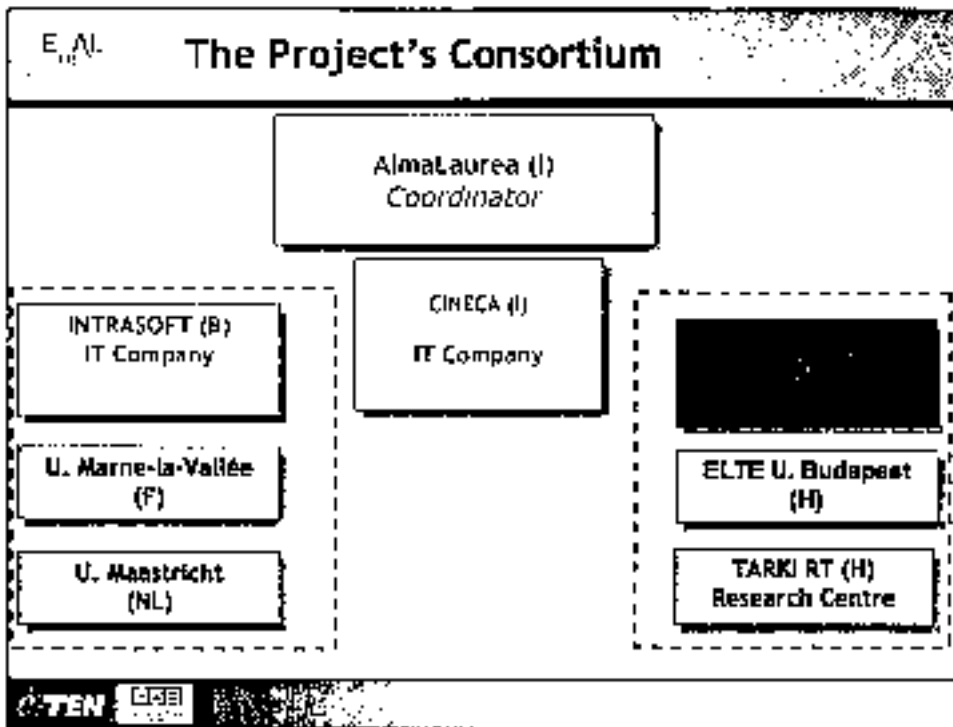 The Project's Consortium
AlmaLaurea (I)
Coordinator
CINECA (I)
IT Company
INTRASOFT (B)
IT Company
U. Marne-la-Vallée
(F)
U. Maastricht
(NL)
ELTE U. Budapest
(H)
TARKI RT (H)
Research Centre
TEN